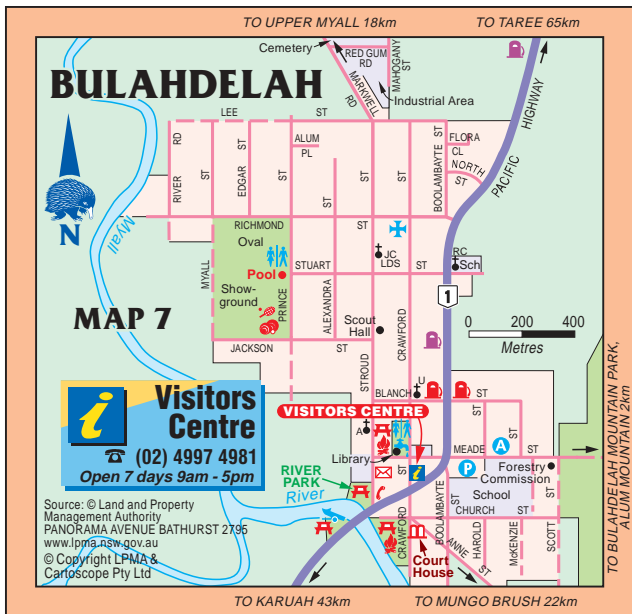 TO UPPER MYALL 18km
TO TAREE 65km
Cemetery
RED GUM
RD
MAHOGANY
ST
MARKWELL
RD
Industrial Area
BULAHDELAH
HIGHWAY
PACIFIC
LEE
ST
RIVER
RD
ST
EDGAR
ST
ALUM
PL
ST
ST
ST
BOOLAMBAYTE
ST
FLORA
CL
NORTH
ST
N
Myall
RICHMOND
ST
Oval
JC
LDS
RC
Sch
Pool
STUART
ST
MYALL
Show-
ground
PRINCE
ALEXANDRA
Scout
Hall
CRAWFORD
1
MAP 7
0
200
400
Metres
JACKSON
ST
STROUD
BLANCH
U
ST
i
Visitors
Centre
(02) 4997 4981
Open 7 days 9am - 5pm
VISITORS CENTRE
A
Library
ST
i
MEADE
ST
ST
ST
A
P
Forestry
Commission
School
CHURCH
ST
ST
ST
ST
RIVER
PARK
River
CRAWFORD
BOOLAMBAYTE
ANNE
ST
HAROLD
McKENZIE
SCOTT
Court
House
Source: © Land and Property
Management Authority
PANORAMA AVENUE BATHURST 2795
www.lpma.nsw.gov.au
© Copyright LPMA &
Cartoscope Pty Ltd
TO BULAHDELAH MOUNTAIN PARK,
ALUM MOUNTAIN 2km
TO KARUAH 43km
TO MUNGO BRUSH 22km